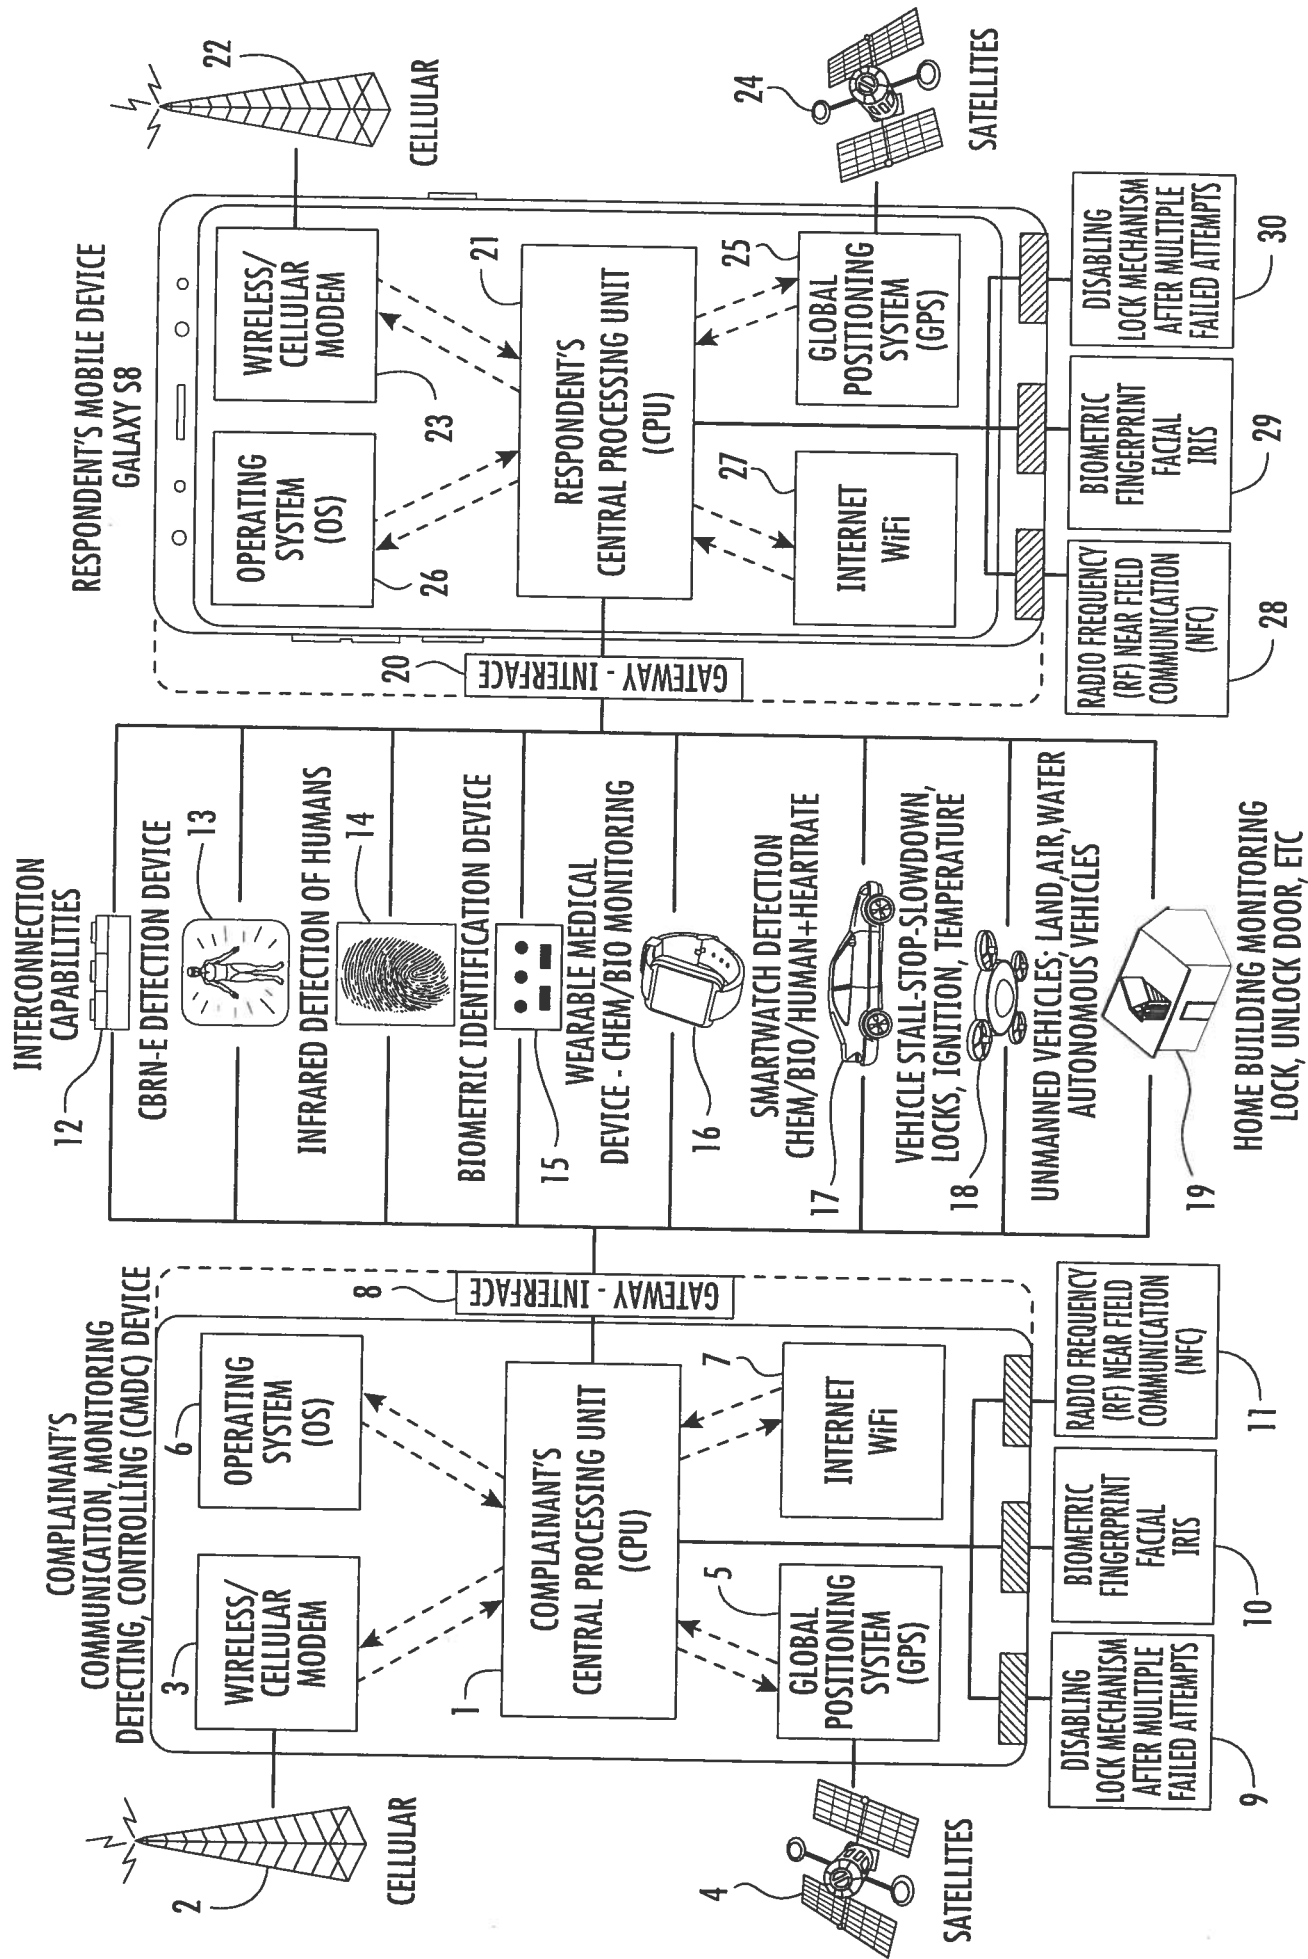 COMPLAINANT'S
COMMUNICATION, MONITORING
DETECTING, CONTROLLING (CMDC) DEVICE
2
CELLULAR
3
WIRELESS/
CELLULAR
MODEM
6
OPERATING
SYSTEM
(OS)
1
COMPLAINANT'S
CENTRAL PROCESSING UNIT
(CPU)
8
GATEWAY - INTERFACE
4
SATELLITES
5
GLOBAL
POSITIONING
SYSTEM
(GPS)
7
INTERNET
WiFi
DISABLING
LOCK MECHANISM
AFTER MULTIPLE
FAILED ATTEMPTS
9
BIOMETRIC
FINGERPRINT
FACIAL
IRIS
10
RADIO FREQUENCY
(RF) NEAR FIELD
COMMUNICATION
(NFC)
11
INTERCONNECTION
CAPABILITIES
12
CBRN-E DETECTION DEVICE
13
INFRARED DETECTION OF HUMANS
14
BIOMETRIC IDENTIFICATION DEVICE
15
WEARABLE MEDICAL
DEVICE - CHEM/BIO MONITORING
16
SMARTWATCH DETECTION
CHEM/BIO/HUMAN+HEARTRATE
17
VEHICLE STALL-STOP-SLOWDOWN,
LOCKS, IGNITION, TEMPERATURE
18
UNMANNED VEHICLES; LAND, AIR, WATER
AUTONOMOUS VEHICLES
19
HOME BUILDING MONITORING
LOCK, UNLOCK DOOR, ETC
RESPONDENT'S MOBILE DEVICE
GALAXY S8
20
GATEWAY - INTERFACE
OPERATING
SYSTEM
(OS)
26
WIRELESS/
CELLULAR
MODEM
23
22
CELLULAR
21
RESPONDENT'S
CENTRAL PROCESSING UNIT
(CPU)
27
INTERNET
WiFi
25
GLOBAL
POSITIONING
SYSTEM
(GPS)
24
SATELLITES
RADIO FREQUENCY
(RF) NEAR FIELD
COMMUNICATION
(NFC)
28
BIOMETRIC
FINGERPRINT
FACIAL
IRIS
29
DISABLING
LOCK MECHANISM
AFTER MULTIPLE
FAILED ATTEMPTS
30